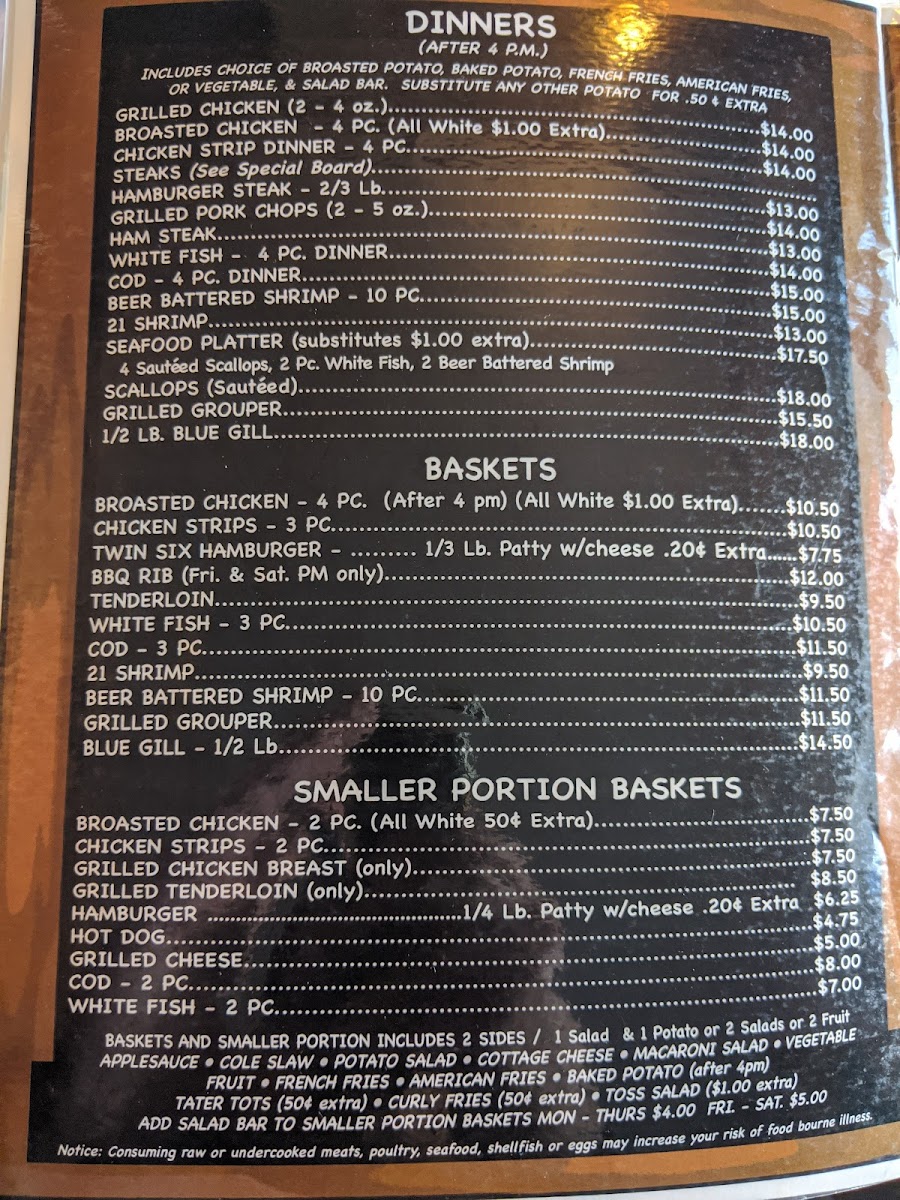 DINNERS
(AFTER 4 P.M.)
INCLUDES CHOICE OF BROASTED POTATO, BAKED POTATO, FRENCH FRIES, AMERICAN FRIES,
OR VEGETABLE, & SALAD BAR. SUBSTITUTE ANY OTHER POTATO FOR .50 ¢ EXTRA
GRILLED CHICKEN (2 - 4 oz.)....................$14.00
BROASTED CHICKEN - 4 PC. (All White $1.00 Extra)....................$14.00
CHICKEN STRIP DINNER - 4 PC....................$14.00
STEAKS (See Special Board)....................
HAMBURGER STEAK - 2/3 Lb....................$13.00
GRILLED PORK CHOPS (2 - 5 oz.)....................$14.00
HAM STEAK....................$13.00
WHITE FISH - 4 PC. DINNER....................$14.00
COD - 4 PC. DINNER....................$15.00
BEER BATTERED SHRIMP - 10 PC....................$15.00
21 SHRIMP....................$13.00
SEAFOOD PLATTER (substitutes $1.00 extra)....................$17.50
4 Sautéed Scallops, 2 Pc. White Fish, 2 Beer Battered Shrimp
SCALLOPS (Sautéed)....................$18.00
GRILLED GROUPER....................$15.50
1/2 LB. BLUE GILL....................$18.00
BASKETS
BROASTED CHICKEN - 4 PC. (After 4 pm) (All White $1.00 Extra).......$10.50
CHICKEN STRIPS - 3 PC....................$10.50
TWIN SIX HAMBURGER - ......... 1/3 Lb. Patty w/cheese .20¢ Extra......$7.75
BBQ RIB (Fri. & Sat. PM only)....................$12.00
TENDERLOIN....................$9.50
WHITE FISH - 3 PC....................$10.50
COD - 3 PC....................$11.50
21 SHRIMP....................$9.50
BEER BATTERED SHRIMP - 10 PC....................$11.50
GRILLED GROUPER....................$11.50
BLUE GILL - 1/2 Lb....................$14.50
SMALLER PORTION BASKETS
BROASTED CHICKEN - 2 PC. (All White 50¢ Extra)....................$7.50
CHICKEN STRIPS - 2 PC....................$7.50
GRILLED CHICKEN BREAST (only)....................$7.50
GRILLED TENDERLOIN (only)....................$8.50
HAMBURGER ....................1/4 Lb. Patty w/cheese .20¢ Extra $6.25
HOT DOG....................$4.75
GRILLED CHEESE....................$5.00
COD - 2 PC....................$8.00
WHITE FISH - 2 PC....................$7.00
BASKETS AND SMALLER PORTION INCLUDES 2 SIDES / 1 Salad & 1 Potato or 2 Salads or 2 Fruit
APPLESAUCE • COLE SLAW • POTATO SALAD • COTTAGE CHEESE • MACARONI SALAD • VEGETABLE
FRUIT • FRENCH FRIES • AMERICAN FRIES • BAKED POTATO (after 4pm)
TATER TOTS (50¢ extra) • CURLY FRIES (50¢ extra) • TOSS SALAD ($1.00 extra)
ADD SALAD BAR TO SMALLER PORTION BASKETS MON - THURS $4.00 FRI. - SAT. $5.00
Notice: Consuming raw or undercooked meats, poultry, seafood, shellfish or eggs may increase your risk of food bourne illness.